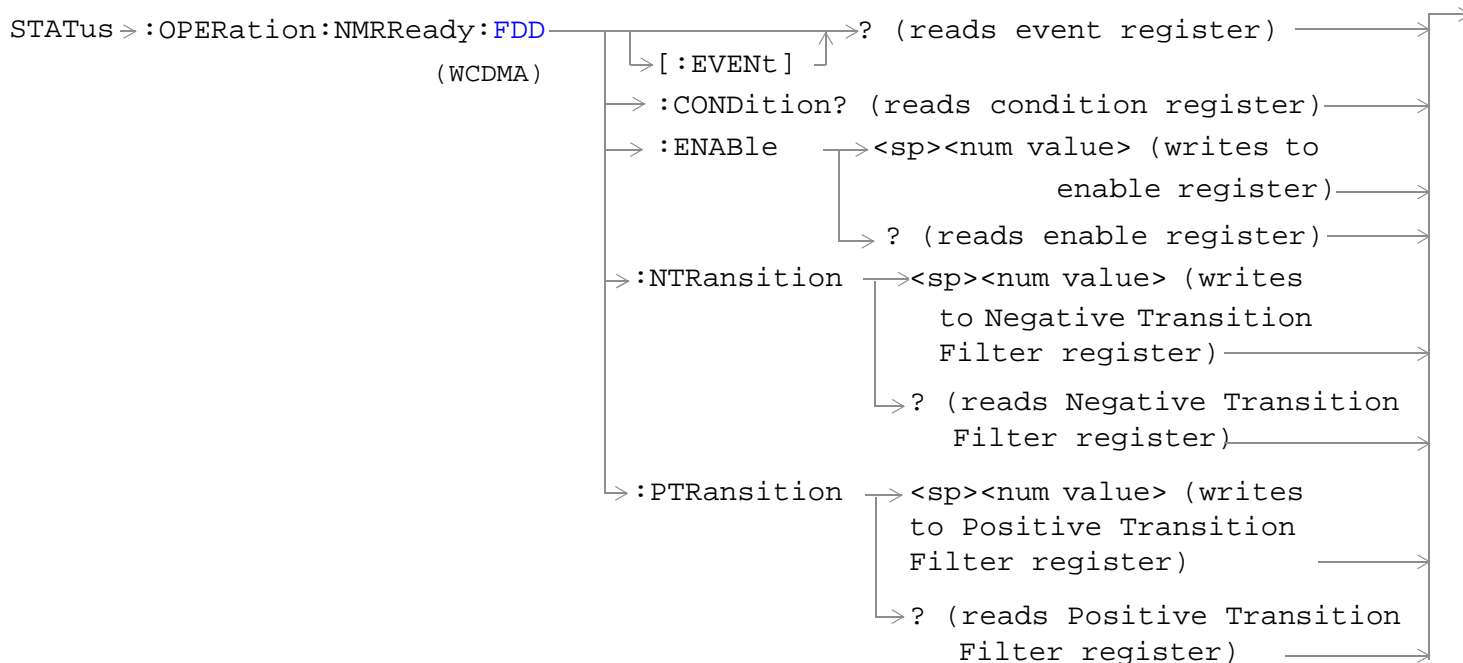 STATus :OPERation:NMRReady:FDD ? (reads event register)
(WCDMA) [:EVENt]
:CONDition? (reads condition register)
:ENABle <sp><num value> (writes to
enable register)
? (reads enable register)
:NTRansition <sp><num value> (writes
to Negative Transition
Filter register)
? (reads Negative Transition
Filter register)
:PTRansition <sp><num value> (writes
to Positive Transition
Filter register)
? (reads Positive Transition
Filter register)